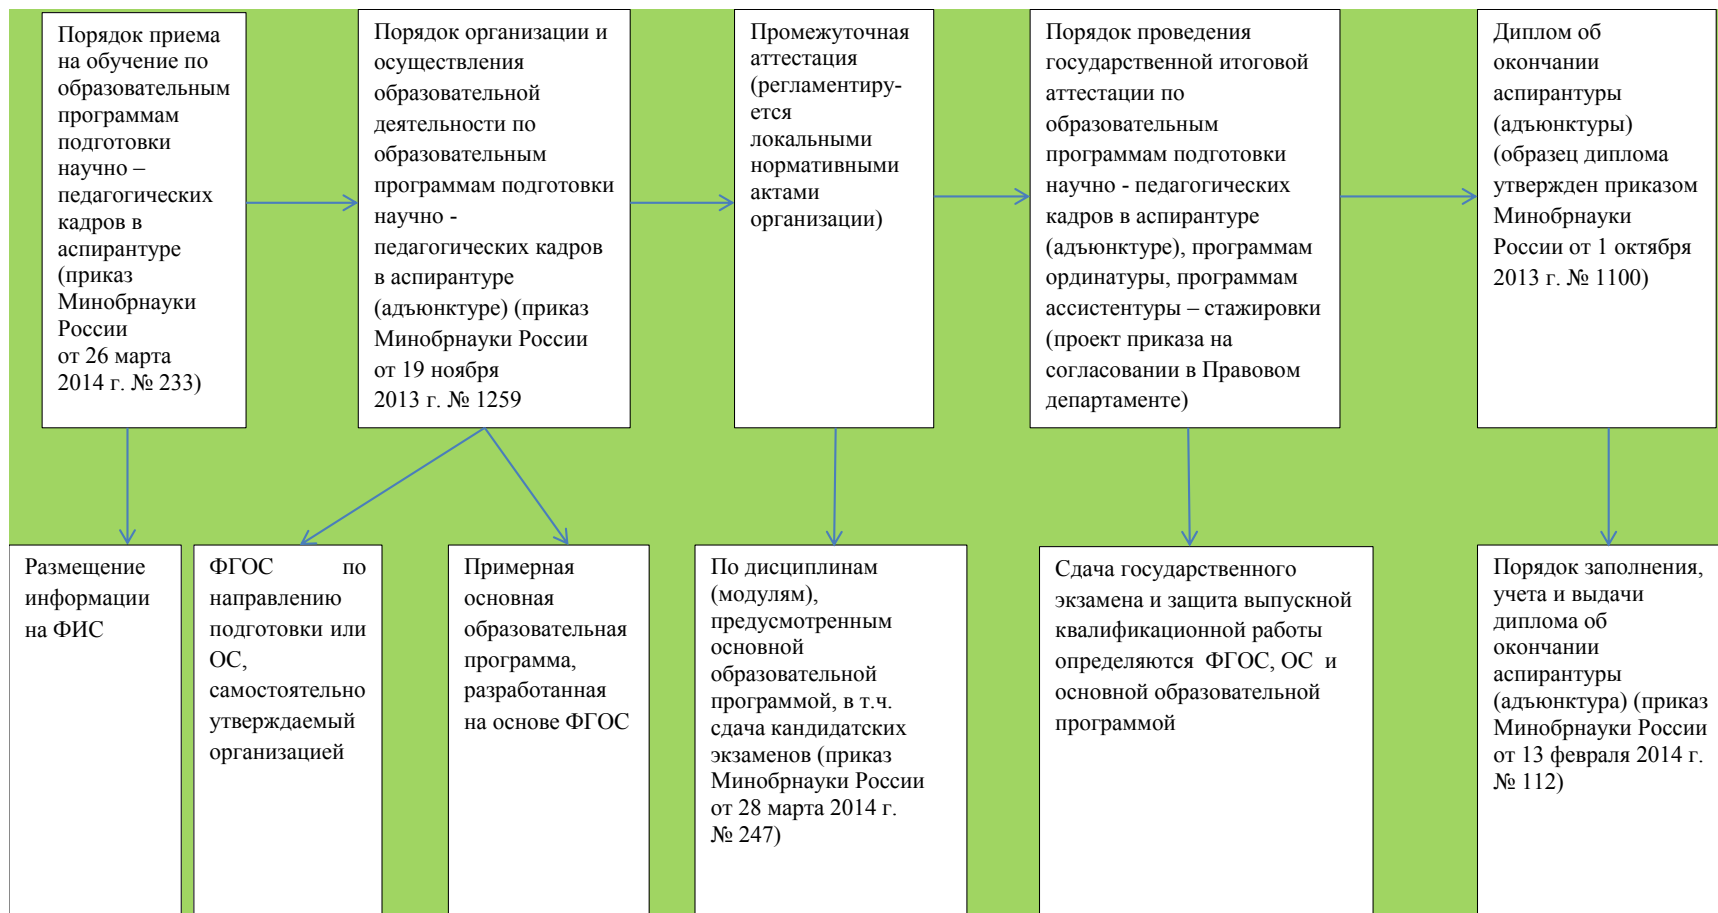 Порядок приема
на обучение по
образовательным
программам
подготовки
научно –
педагогических
кадров в
аспирантуре
(приказ
Минобрнауки
России
от 26 марта
2014 г. № 233)
Порядок организации и
осуществления
образовательной
деятельности по
образовательным
программам подготовки
научно -
педагогических кадров
в аспирантуре
(адъюнктуре) (приказ
Минобрнауки России
от 19 ноября
2013 г. № 1259
Промежуточная
аттестация
(регламентиру-
ется
локальными
нормативными
актами
организации)
Порядок проведения
государственной итоговой
аттестации по
образовательным
программам подготовки
научно - педагогических
кадров в аспирантуре
(адъюнктуре), программам
ординатуры, программам
ассистентуры – стажировки
(проект приказа на
согласовании в Правовом
департаменте)
Диплом об
окончании
аспирантуры
(адъюнктуры)
(образец диплома
утвержден приказом
Минобрнауки
России от 1 октября
2013 г. № 1100)
Размещение
информации
на ФИС
ФГОС по
направлению
подготовки или
ОС,
самостоятельно
утверждаемый
организацией
Примерная
основная
образовательная
программа,
разработанная
на основе ФГОС
По дисциплинам
(модулям),
предусмотренным
основной
образовательной
программой, в т.ч.
сдача кандидатских
экзаменов (приказ
Минобрнауки России
от 28 марта 2014 г.
№ 247)
Сдача государственного
экзамена и защита выпускной
квалификационной работы
определяются ФГОС, ОС и
основной образовательной
программой
Порядок заполнения,
учета и выдачи
диплома об
окончании
аспирантуры
(адъюнктура) (приказ
Минобрнауки России
от 13 февраля 2014 г.
№ 112)